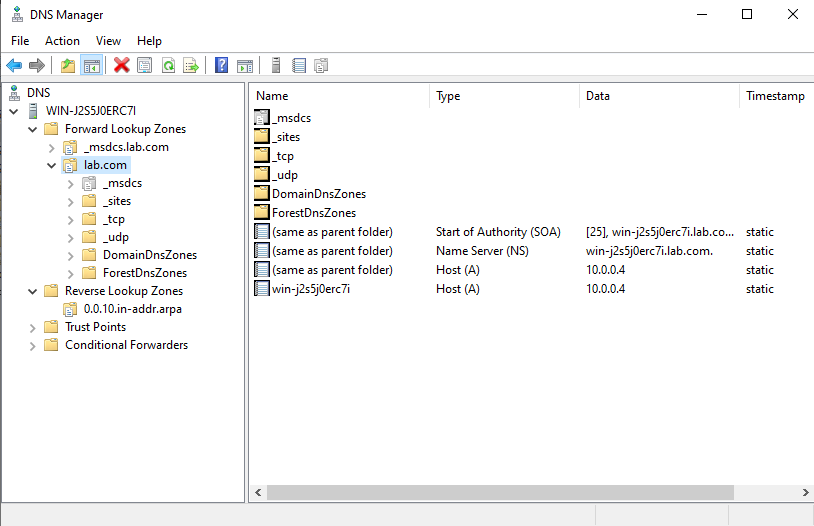 DNS Manager
File Action View Help
DNS
WIN-J2S5J0ERC7I
Forward Lookup Zones
_msdcs.lab.com
lab.com
_msdcs
_sites
_tcp
_udp
DomainDnsZones
ForestDnsZones
Reverse Lookup Zones
0.0.10.in-addr.arpa
Trust Points
Conditional Forwarders
Name Type Data Timestamp
_msdcs
_sites
_tcp
_udp
DomainDnsZones
ForestDnsZones
(same as parent folder) Start of Authority (SOA) [25], win-j2s5j0erc7i.lab.co... static
(same as parent folder) Name Server (NS) win-j2s5j0erc7i.lab.com. static
(same as parent folder) Host (A) 10.0.0.4 static
win-j2s5j0erc7i Host (A) 10.0.0.4 static